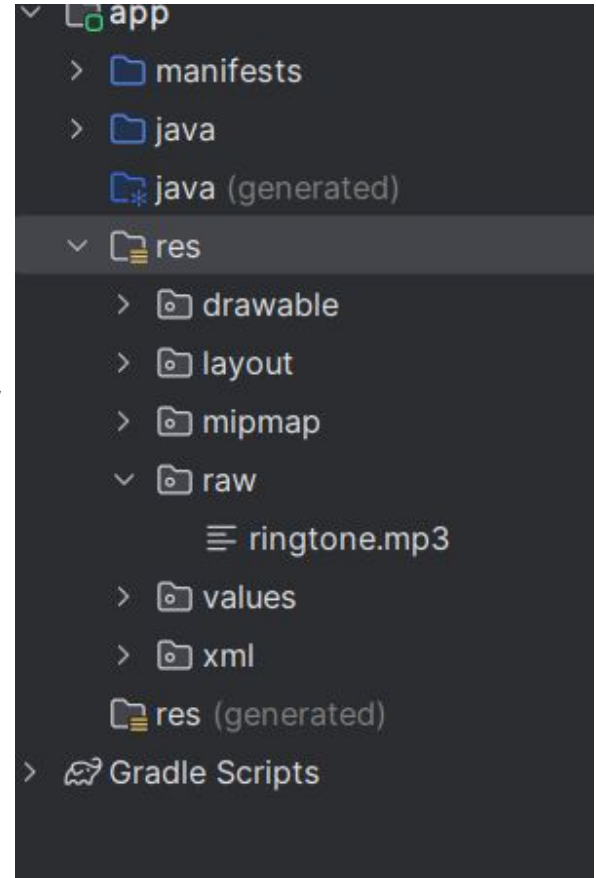 app
manifests
java
java (generated)
res
drawable
layout
mipmap
raw
ringtone.mp3
values
xml
res (generated)
Gradle Scripts